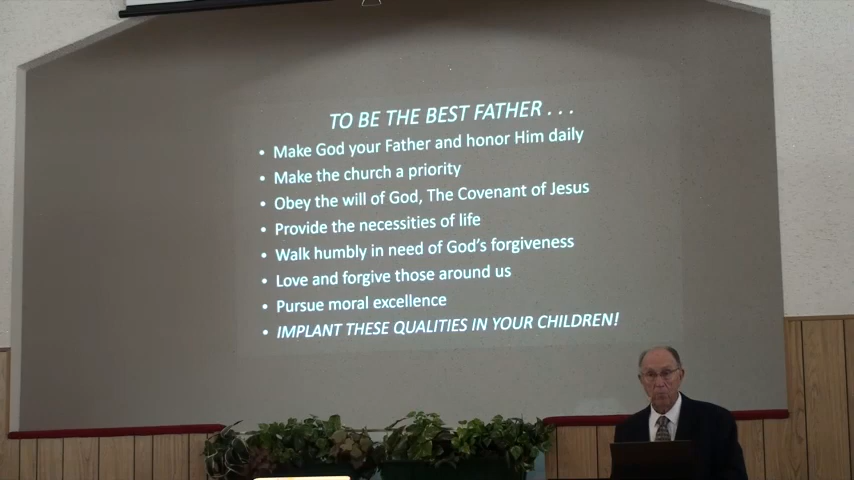 TO BE THE BEST FATHER . . .
• Make God your Father and honor Him daily
• Make the church a priority
• Obey the will of God, The Covenant of Jesus
• Provide the necessities of life
• Walk humbly in need of God's forgiveness
• Love and forgive those around us
• Pursue moral excellence
• IMPLANT THESE QUALITIES IN YOUR CHILDREN!